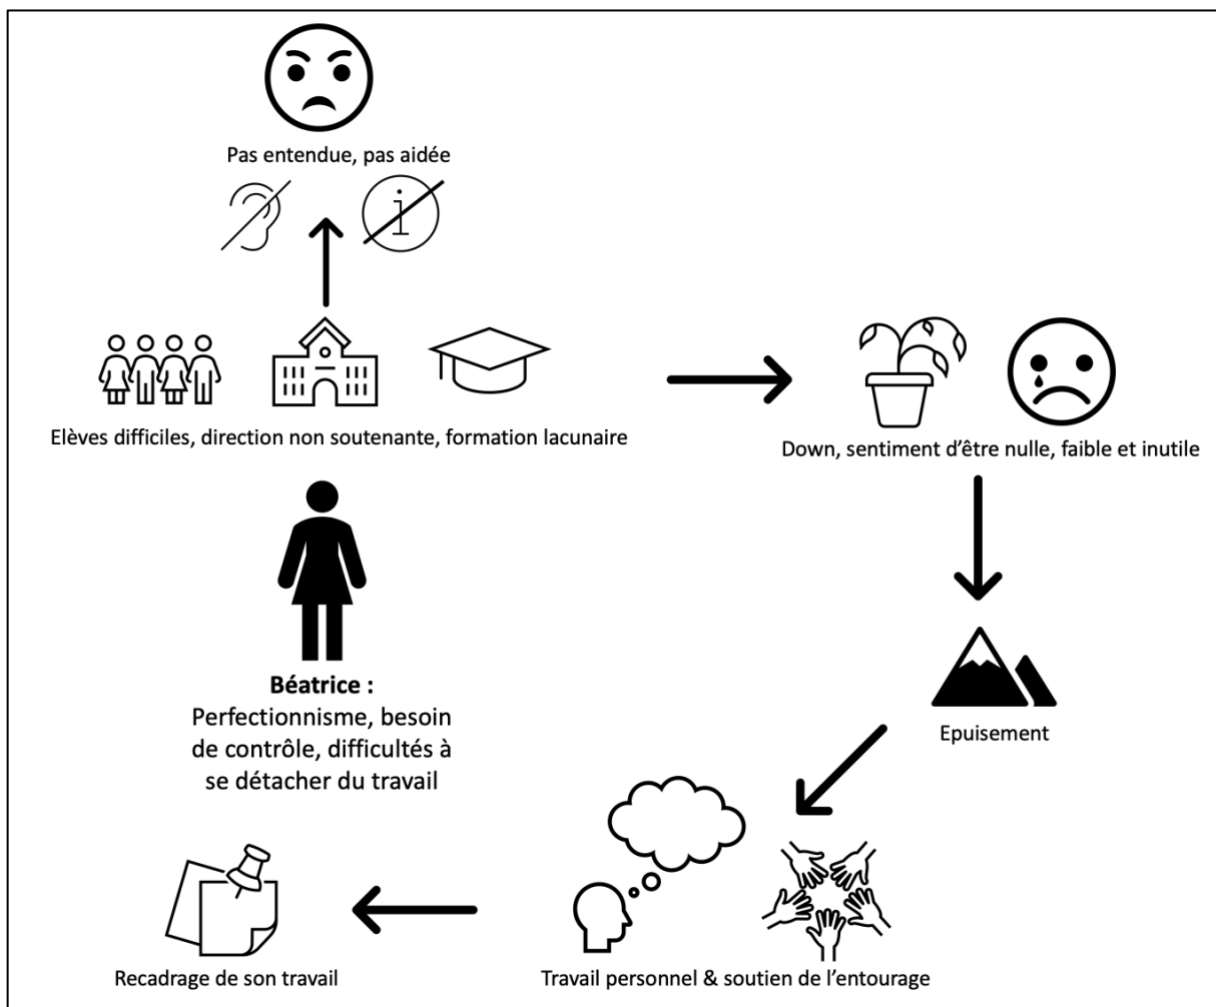 Pas entendue, pas aidée
Elèves difficiles, direction non soutenante, formation lacunaire
Down, sentiment d’être nulle, faible et inutile
Béatrice :
Perfectionnisme, besoin
de contrôle, difficultés à
se détacher du travail
Epuisement
Travail personnel & soutien de l’entourage
Recadrage de son travail